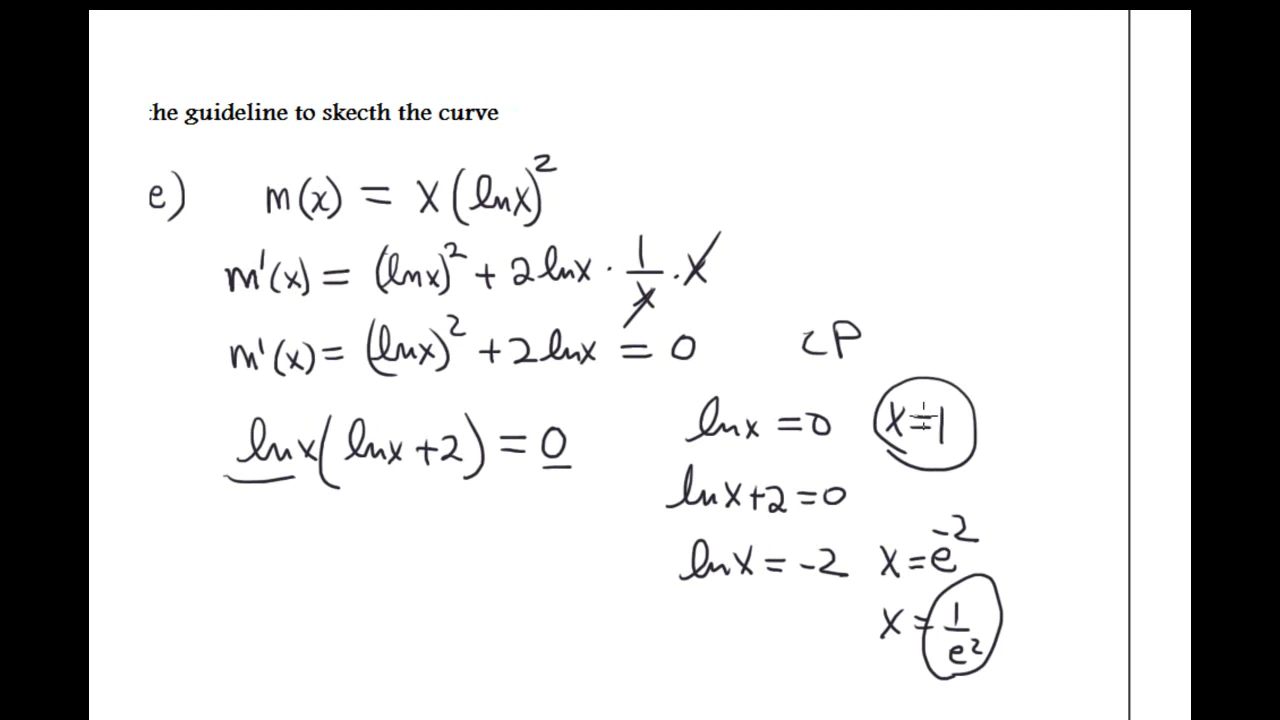 he guideline to skecth the curve
e) m(x) = x(lnx)²
m'(x) = (lnx)² + 2lnx · 1/x · x
m'(x) = (lnx)² + 2lnx = 0 CP
lnx(lnx+2) = 0
lnx = 0 x=1
lnx+2=0
lnx = -2 x=e⁻²
x = 1/e²